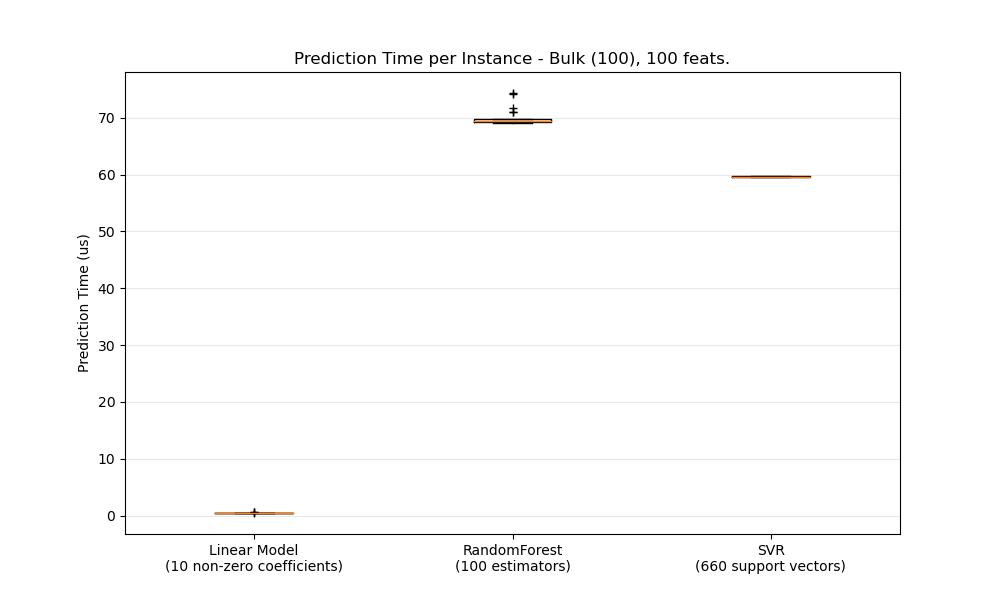 Prediction Time per Instance - Bulk (100), 100 feats.
Prediction Time (us)
70
60
50
40
30
20
10
0
Linear Model
(10 non-zero coefficients)
RandomForest
(100 estimators)
SVR
(660 support vectors)